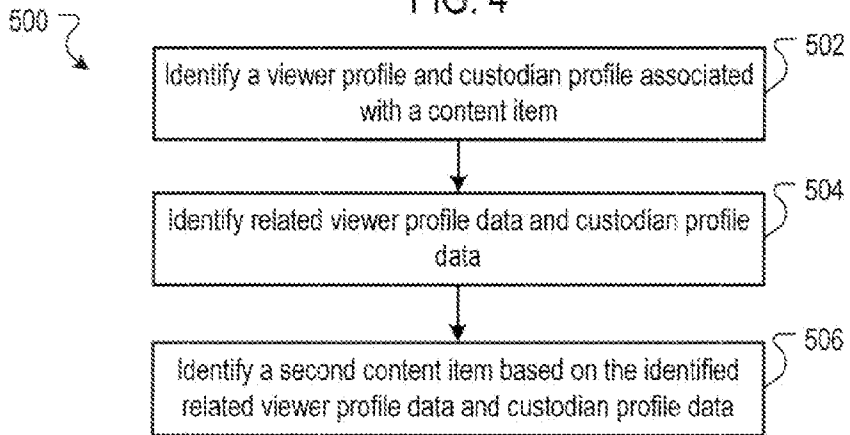 FIG. 4
500
502
Identify a viewer profile and custodian profile associated
with a content item
504
Identify related viewer profile data and custodian profile
data
506
Identify a second content item based on the identified
related viewer profile data and custodian profile data